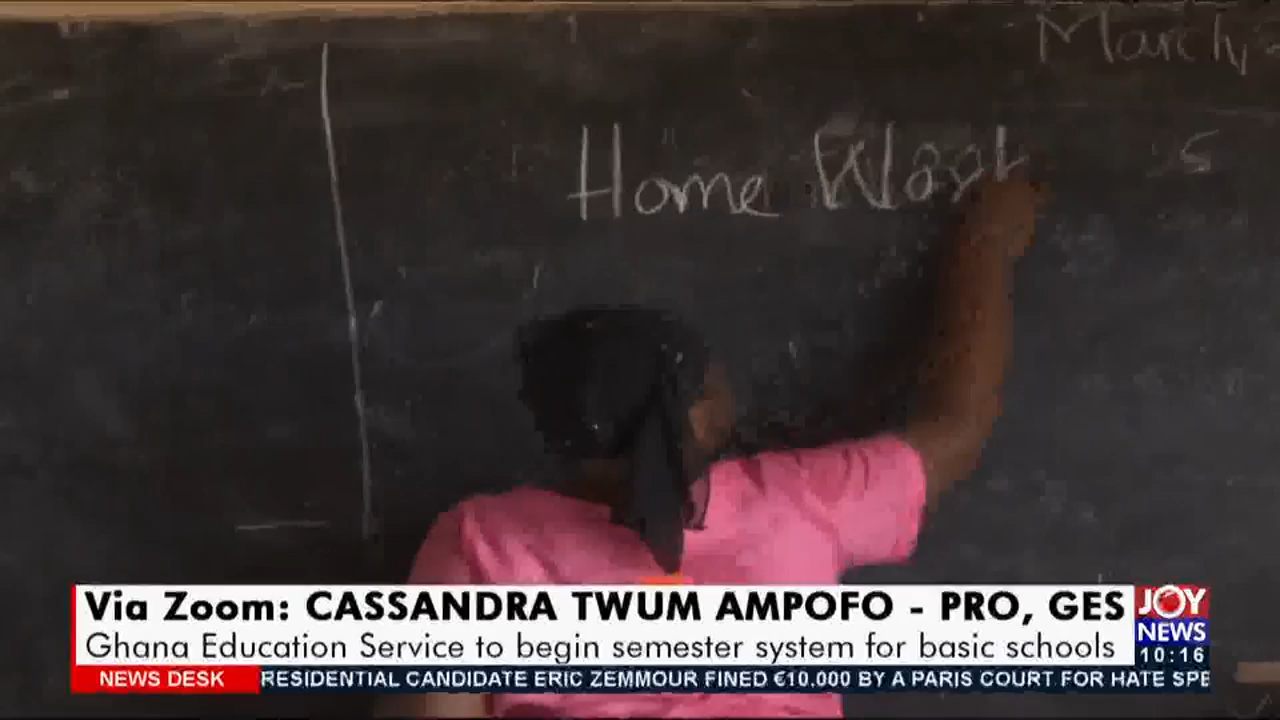 March,
Home Work
5
Via Zoom: CASSANDRA TWUM AMPOFO - PRO, GES
Ghana Education Service to begin semester system for basic schools
JOY
NEWS
10:16
NEWS DESK
RESIDENTIAL CANDIDATE ERIC ZEMMOUR FINED €10,000 BY A PARIS COURT FOR HATE SPE